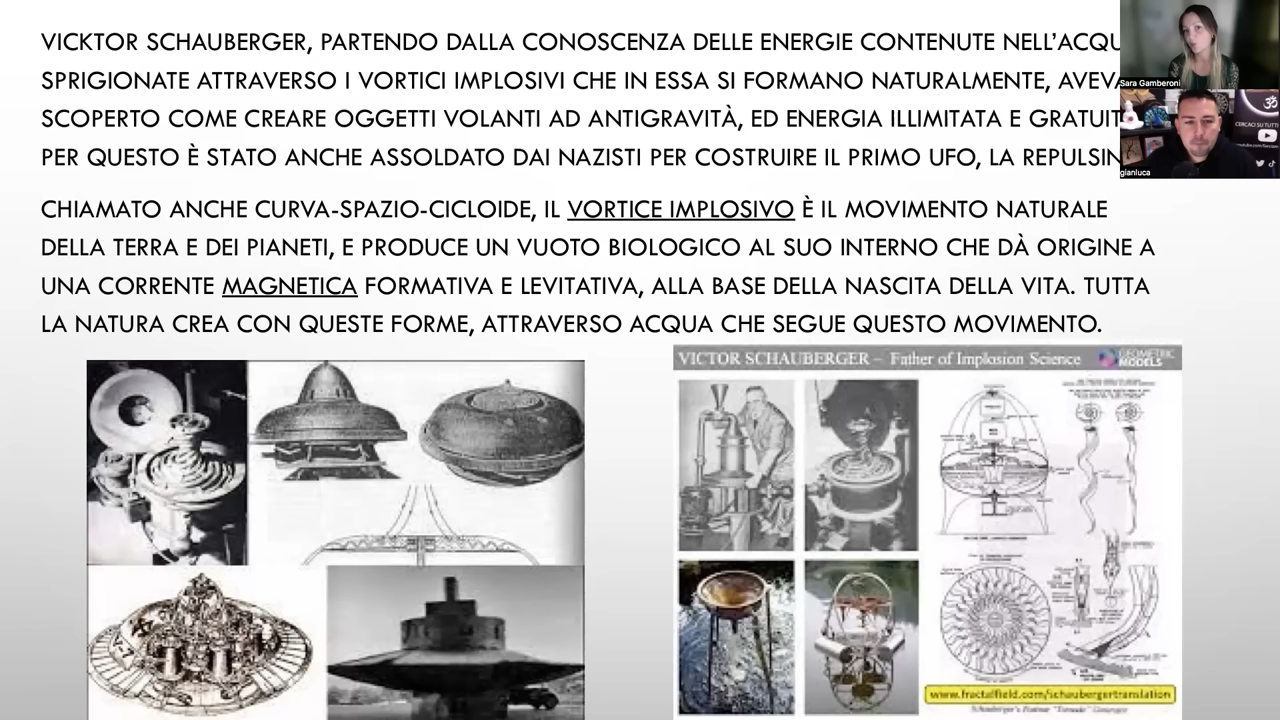 VICKTOR SCHAUBERGER, PARTENDO DALLA CONOSCENZA DELLE ENERGIE CONTENUTE NELL'ACQU
SPRIGIONATE ATTRAVERSO I VORTICI IMPLOSIVI CHE IN ESSA SI FORMANO NATURALMENTE, AVEVA
SCOPERTO COME CREARE OGGETTI VOLANTI AD ANTIGRAVITÀ, ED ENERGIA ILLIMITATA E GRATUIT
PER QUESTO È STATO ANCHE ASSOLDATO DAI NAZISTI PER COSTRUIRE IL PRIMO UFO, LA REPULSIN
CHIAMATO ANCHE CURVA-SPAZIO-CICLOIDE, IL VORTICE IMPLOSIVO È IL MOVIMENTO NATURALE
DELLA TERRA E DEI PIANETI, E PRODUCE UN VUOTO BIOLOGICO AL SUO INTERNO CHE DÀ ORIGINE A
UNA CORRENTE MAGNETICA FORMATIVA E LEVITATIVA, ALLA BASE DELLA NASCITA DELLA VITA. TUTTA
LA NATURA CREA CON QUESTE FORME, ATTRAVERSO ACQUA CHE SEGUE QUESTO MOVIMENTO.
Sara Gamberoni
CERCACI SU TUTTI
gianluca
VICTOR SCHAUBERGER – Father of Implosion Science
GEOMETRIC
MODELS
www.fractalfield.com/schaubergertranslation